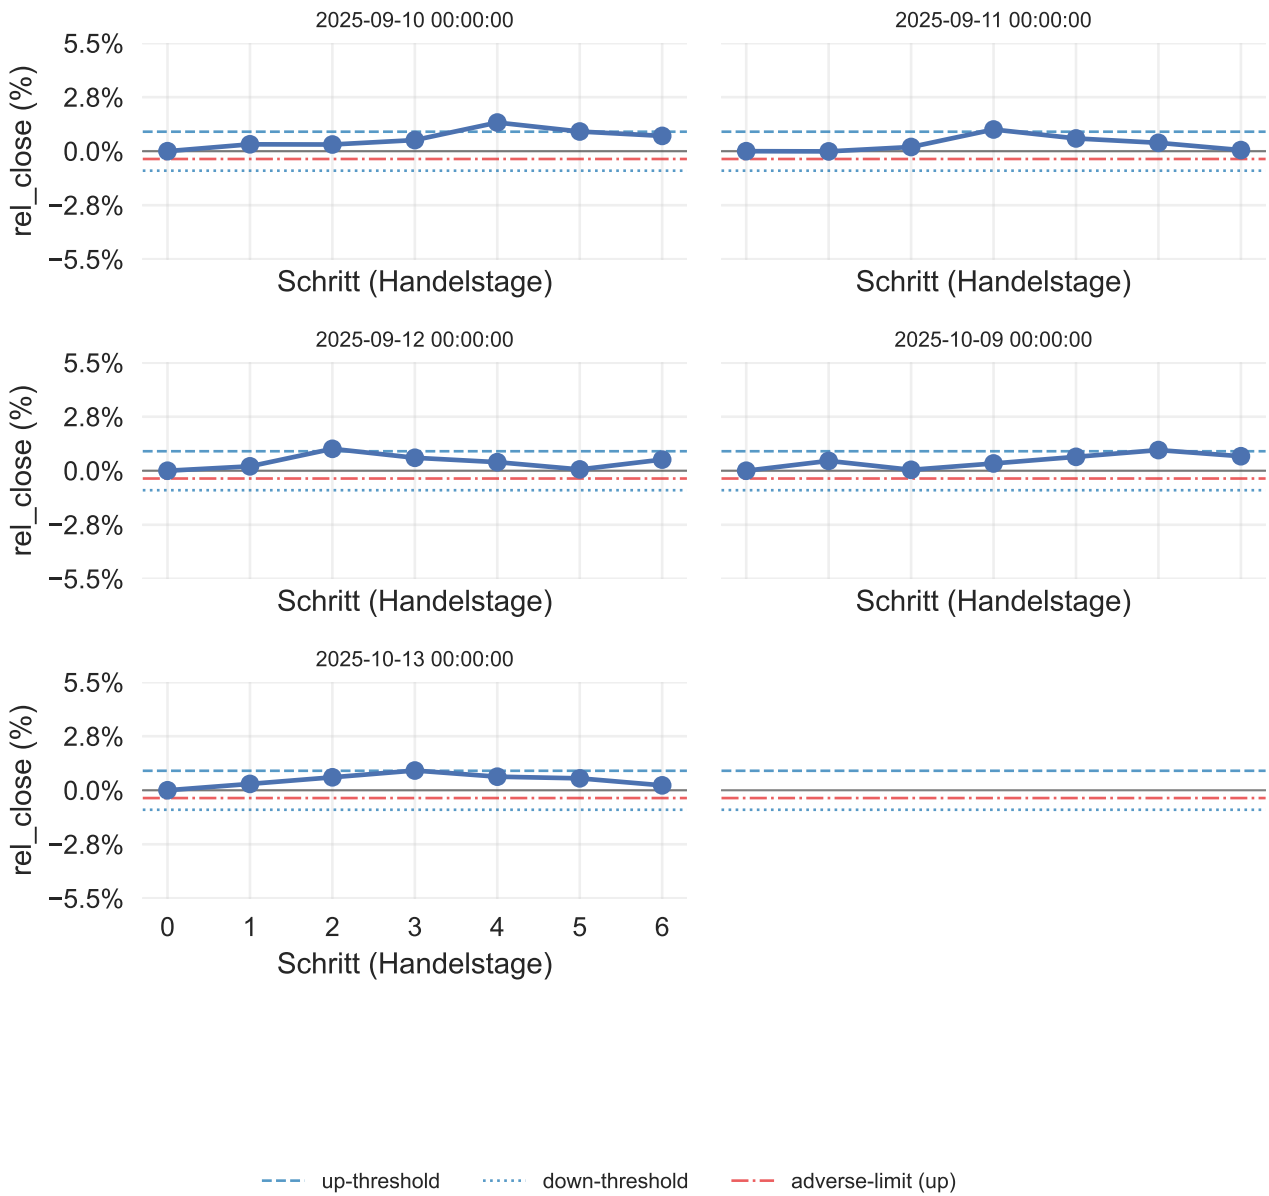 2025-09-10 00:00:00
2025-09-11 00:00:00
5.5%
2.8%
0.0%
−2.8%
−5.5%
rel_close (%)
Schritt (Handelstage)
Schritt (Handelstage)
2025-09-12 00:00:00
2025-10-09 00:00:00
5.5%
2.8%
0.0%
−2.8%
−5.5%
rel_close (%)
Schritt (Handelstage)
Schritt (Handelstage)
2025-10-13 00:00:00
5.5%
2.8%
0.0%
−2.8%
−5.5%
rel_close (%)
0 1 2 3 4 5 6
Schritt (Handelstage)
up-threshold down-threshold adverse-limit (up)